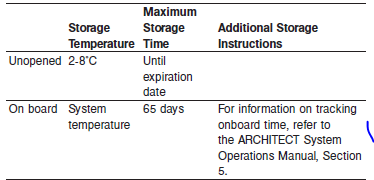 Maximum
Storage Storage Additional Storage
Temperature Time Instructions
Unopened 2-8°C Until
expiration
date
On board System 65 days For information on tracking
temperature onboard time, refer to
the ARCHITECT System
Operations Manual, Section
5.